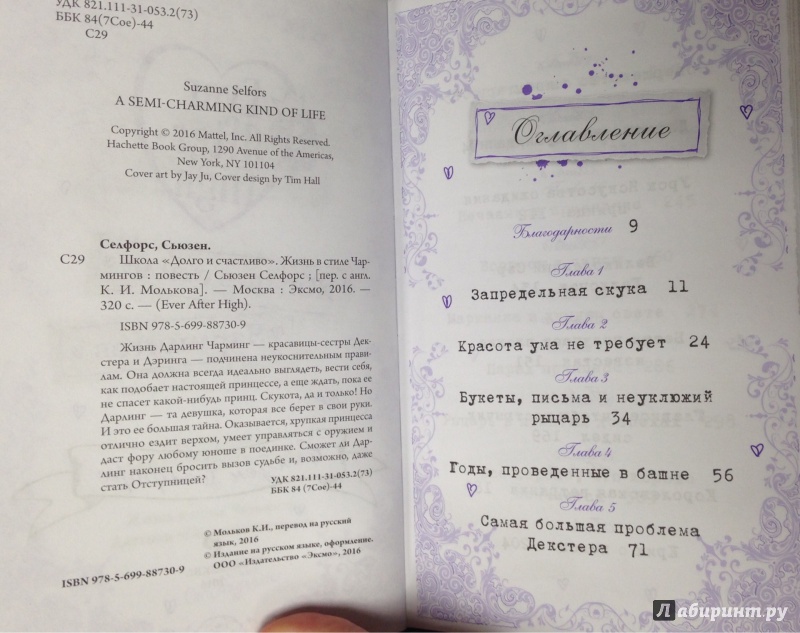 УДК 821.111-31-053.2(73)
ББК 84(7Сое)-44
С29
Suzanne Selfors
A SEMI-CHARMING KIND OF LIFE
Copyright © 2016 Mattel, Inc. All Rights Reserved.
Hachette Book Group, 1290 Avenue of the Americas,
New York, NY 101104
Cover art by Jay Ju, Cover design by Tim Hall
Селфорс, Сьюзен.
С29 Школа «Долго и счастливо». Жизнь в стиле Чар-
мингов : повесть / Сьюзен Селфорс ; [пер. с англ.
К. И. Молькова]. — Москва : Эксмо, 2016. —
320 с. — (Ever After High).
ISBN 978-5-699-88730-9
Жизнь Дарлинг Чарминг — красавицы-сестры Дек-
стера и Дэринга — подчинена неукоснительным прави-
лам. Она должна всегда идеально выглядеть, вести себя,
как подобает настоящей принцессе, а еще ждать, пока ее
не спасет какой-нибудь принц. Скукота, да и только! Но
Дарлинг — та девушка, которая все берет в свои руки.
И это ее большая тайна. Оказывается, хрупкая принцесса
отлично ездит верхом, умеет управляться с оружием и
даст фору любому юноше в поединке. Сможет ли Дар-
линг наконец бросить вызов судьбе и, возможно, даже
стать Отступницей?
УДК 821.111-31-053.2(73)
ББК 84 (7Сое)-44
© Мольков К.И., перевод на русский
язык, 2016
© Издание на русском языке, оформление.
ООО «Издательство «Эксмо», 2016
ISBN 978-5-699-88730-9
Оглавление
Благодарности 9
Глава 1
Запредельная скука 11
Глава 2
Красота ума не требует 24
Глава 3
Букеты, письма и неуклюжий
рыцарь 34
Глава 4
Годы, проведенные в башне 56
Глава 5
Самая большая проблема
Декстера 71
Лабиринт.ру